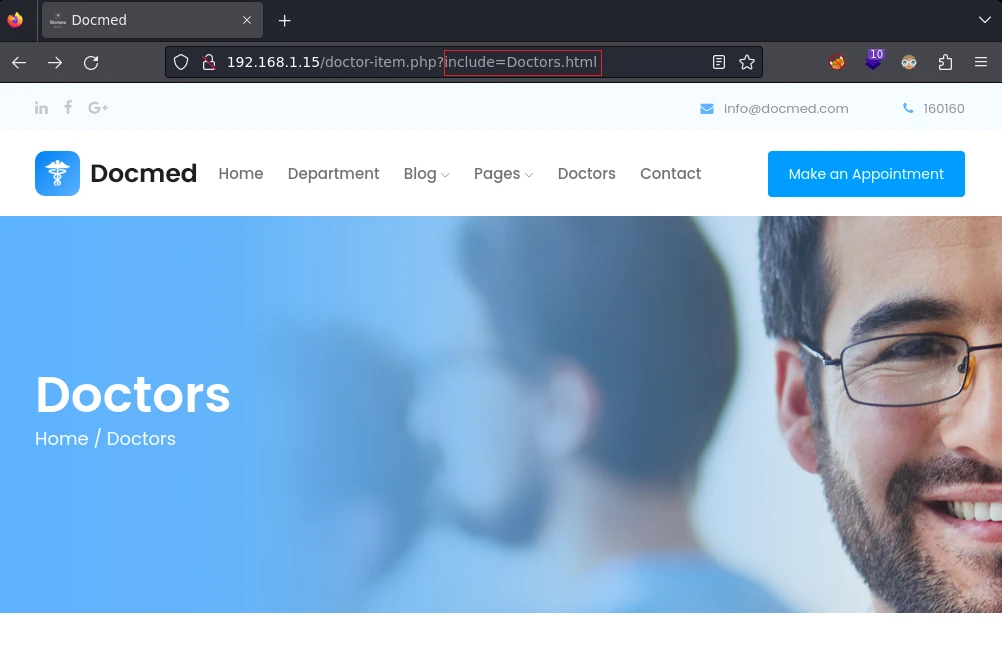 Docmed
192.168.1.15/doctor-item.php?include=Doctors.html
10
info@docmed.com 160160
Docmed Home Department Blog Pages Doctors Contact Make an Appointment
Doctors
Home / Doctors